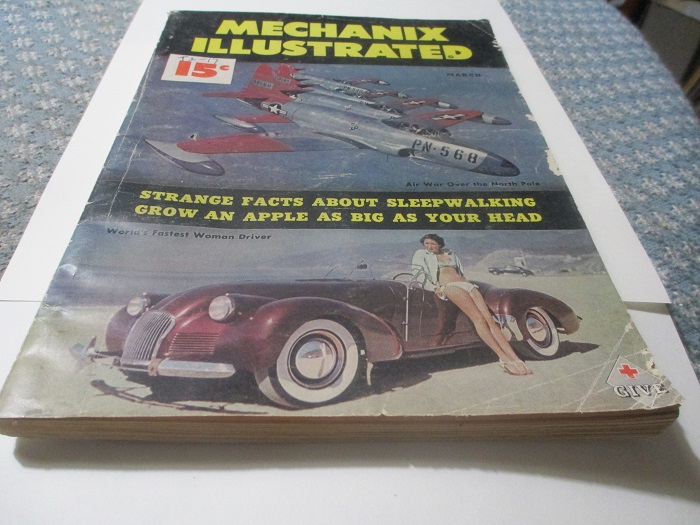 MECHANIX
ILLUSTRATED
15c
MARCH
PN-568
Air War Over the North Pole
STRANGE FACTS ABOUT SLEEPWALKING
GROW AN APPLE AS BIG AS YOUR HEAD
World's Fastest Woman Driver
GIVE